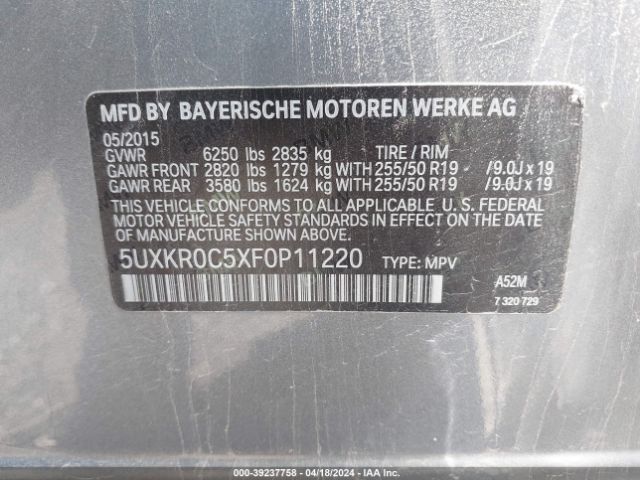 MFD BY BAYERISCHE MOTOREN WERKE AG
05/2015
GVWR 6250 lbs 2835 kg TIRE / RIM
GAWR FRONT 2820 lbs 1279 kg WITH 255/50 R19 /9.0J x 19
GAWR REAR 3580 lbs 1624 kg WITH 255/50 R19 /9.0J x 19
THIS VEHICLE CONFORMS TO ALL APPLICABLE U. S. FEDERAL
MOTOR VEHICLE SAFETY STANDARDS IN EFFECT ON THE
DATE OF MANUFACTURE SHOWN ABOVE.
5UXKR0C5XF0P11220 TYPE: MPV
A52M
7 320 729
000-39237758 - 04/18/2024 - IAA Inc.